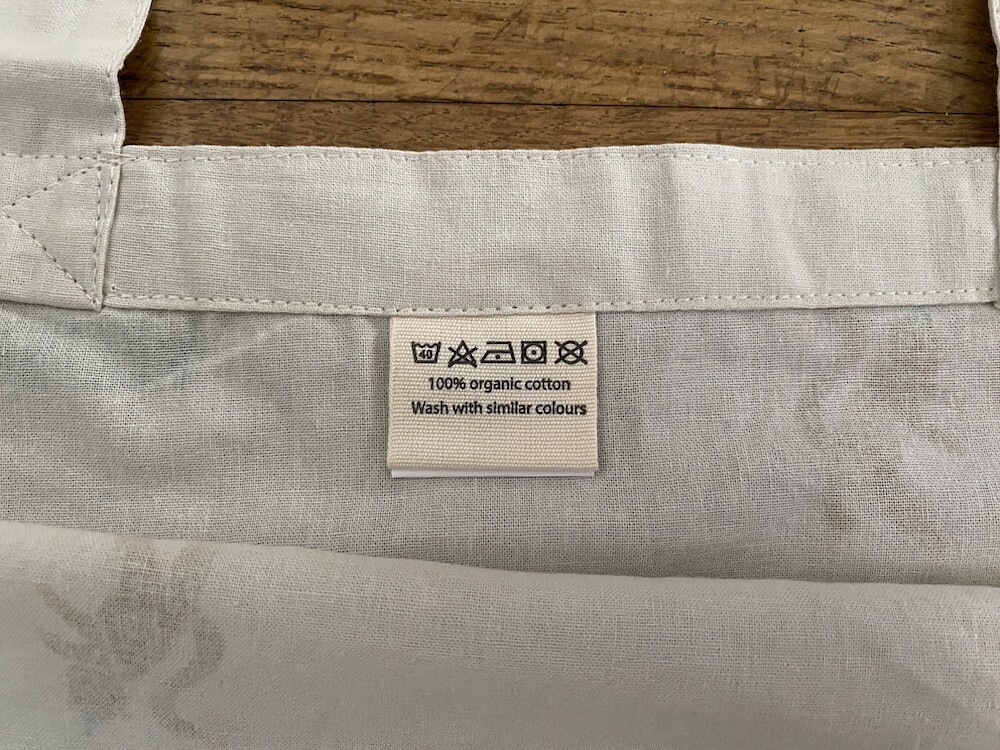 40
100% organic cotton
Wash with similar colours